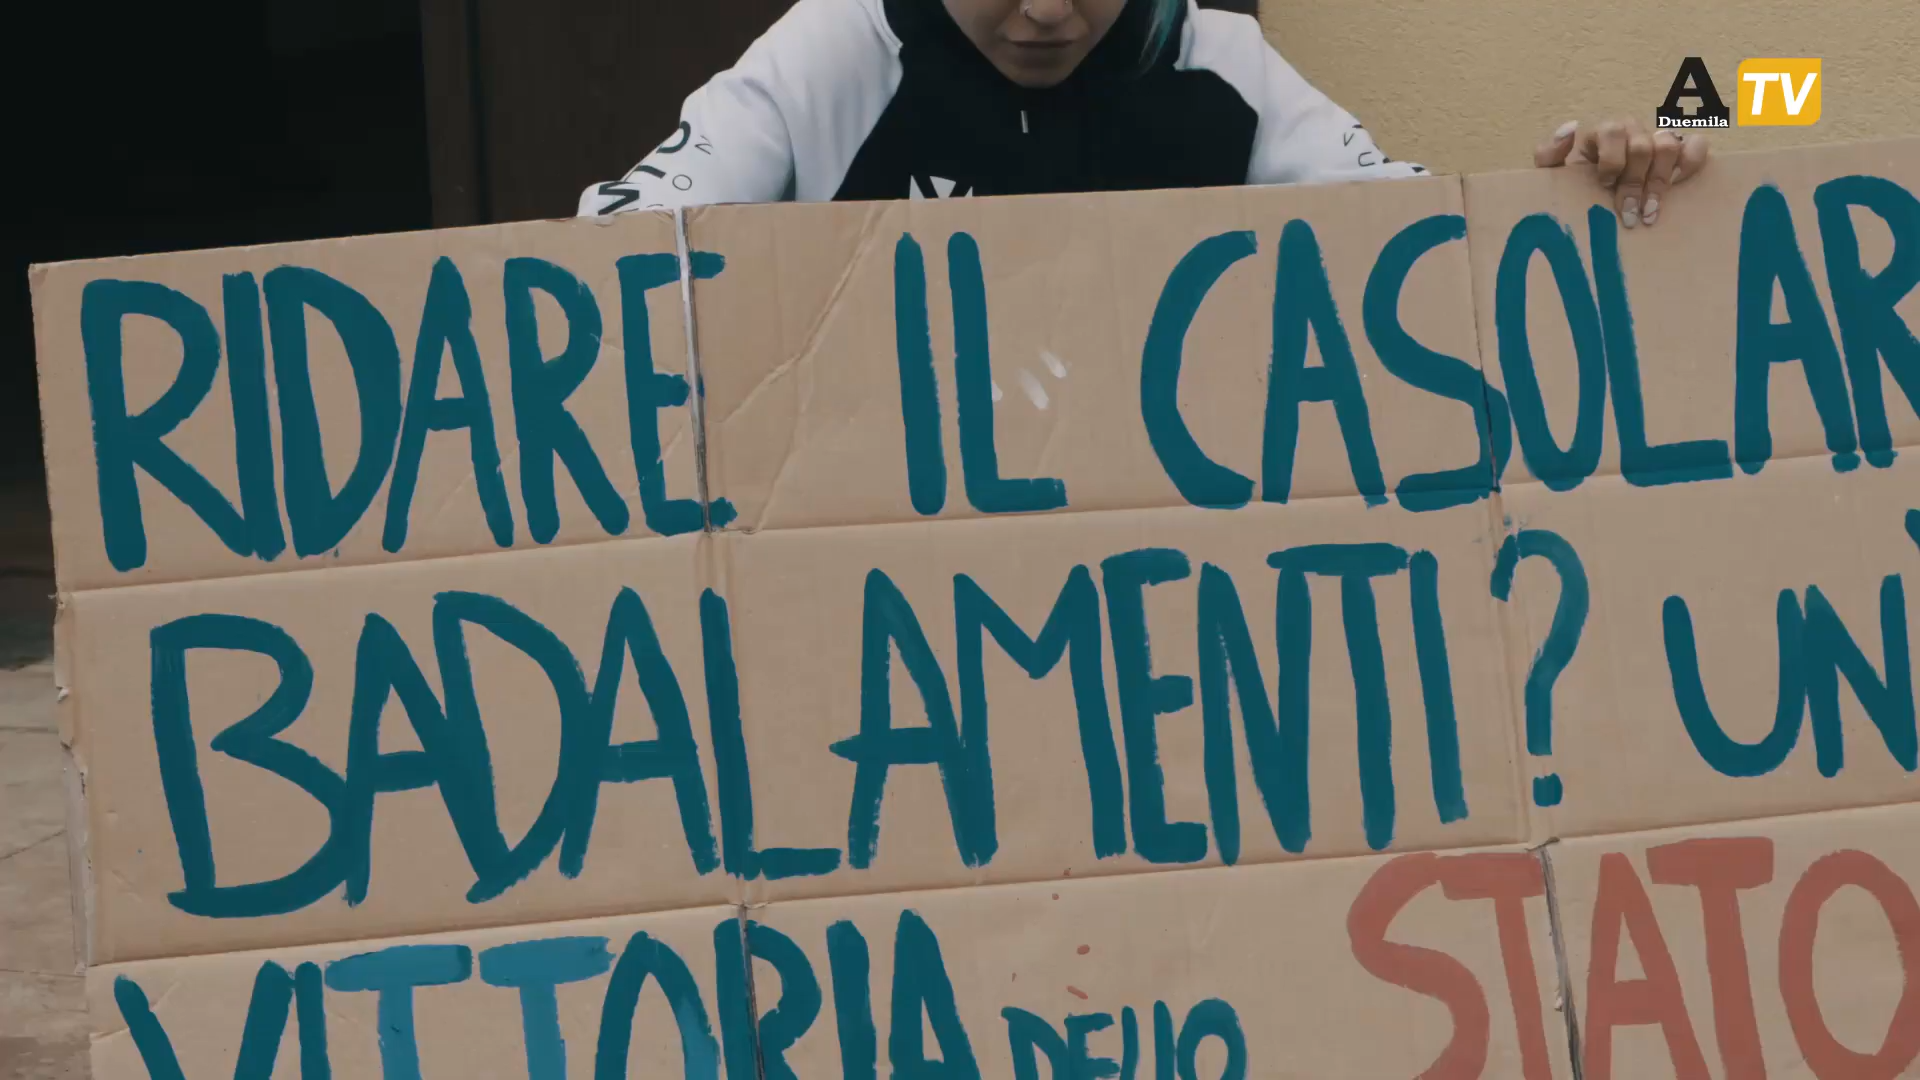 A TV
Duemila
RIDARE IL CASOLAR
BADALAMENTI? UN
VITTORIA DELLO STATO